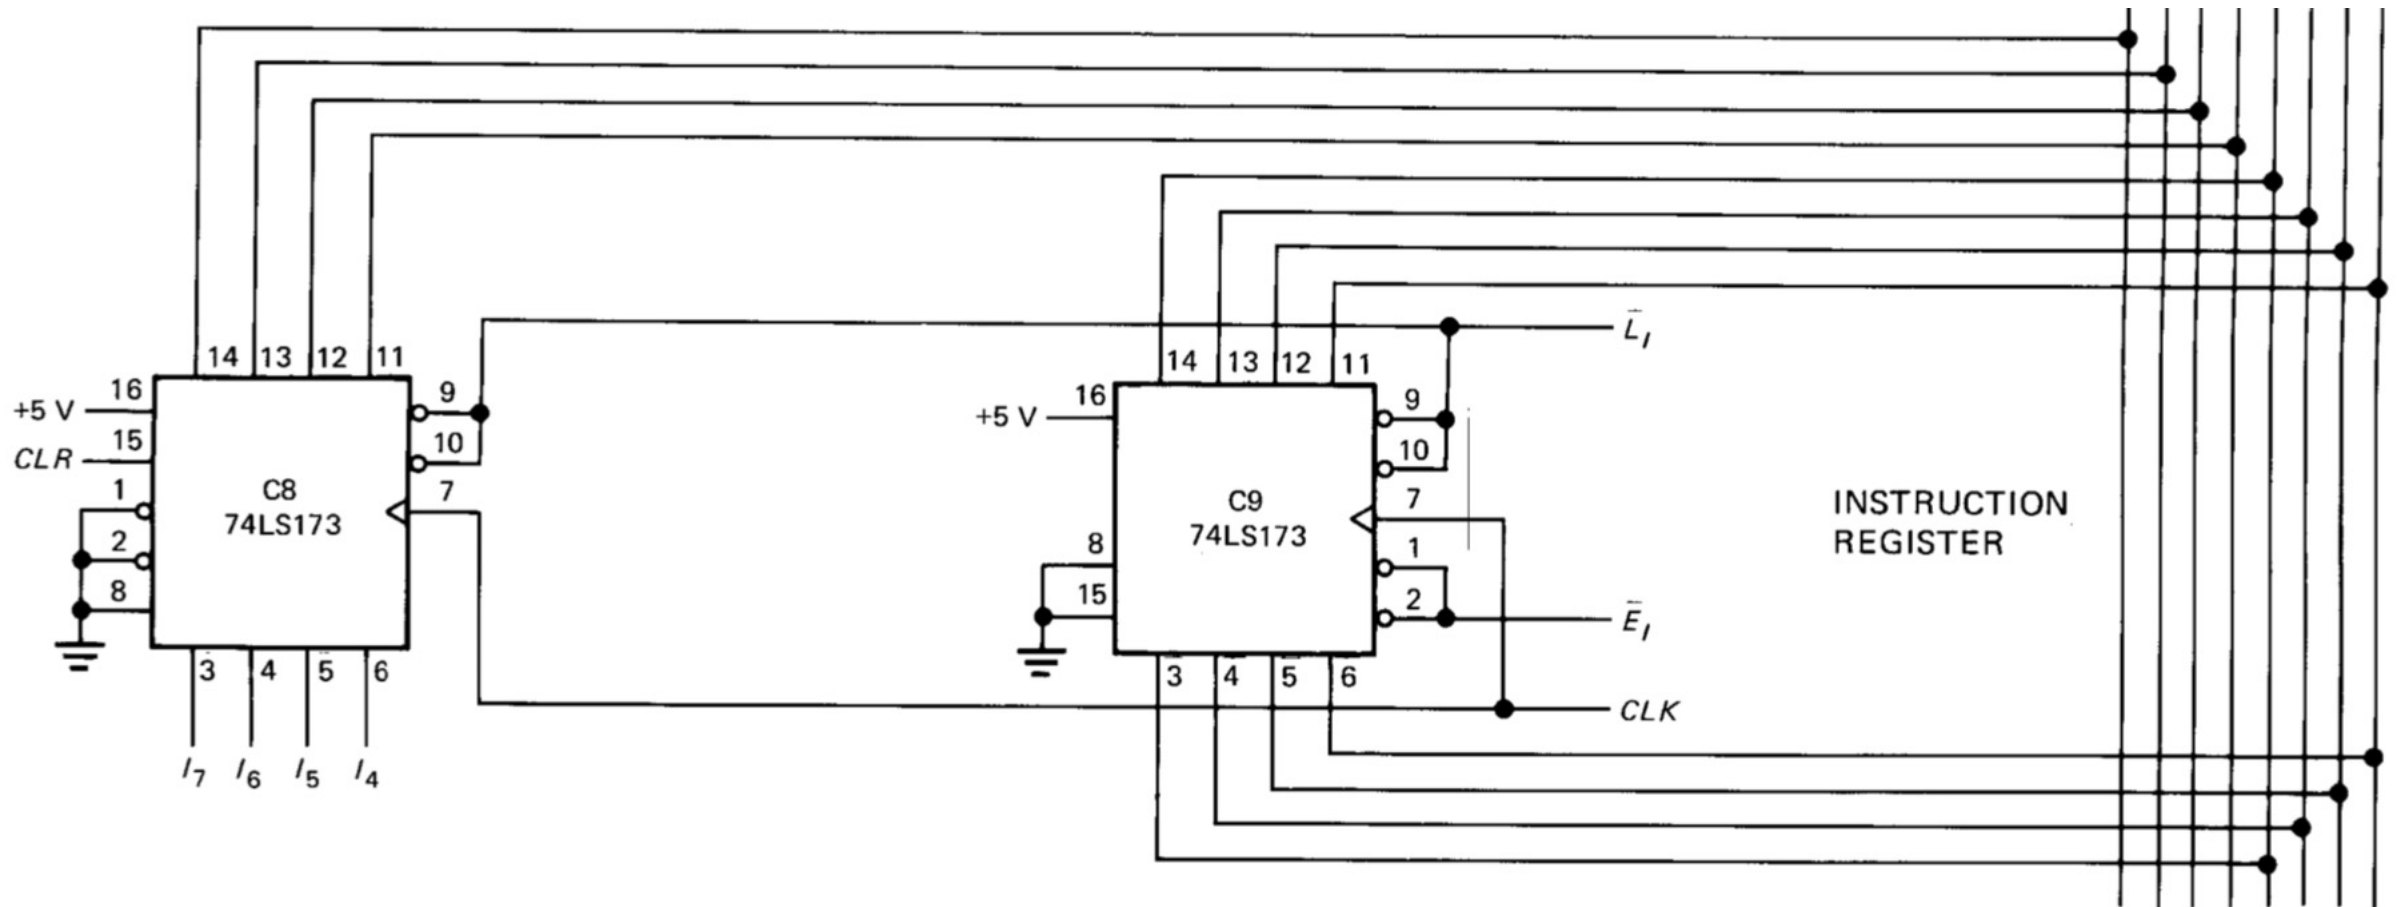 14 13 12 11
L̄I
14 13 12 11
16 9
+5 V
15 10
CLR
1 7
C8
74LS173
2
8
3 4 5 6
I7 I6 I5 I4
16 9
+5 V
10
7
C9
74LS173
8 1
15 2
ĒI
3 4 5 6
CLK
INSTRUCTION
REGISTER